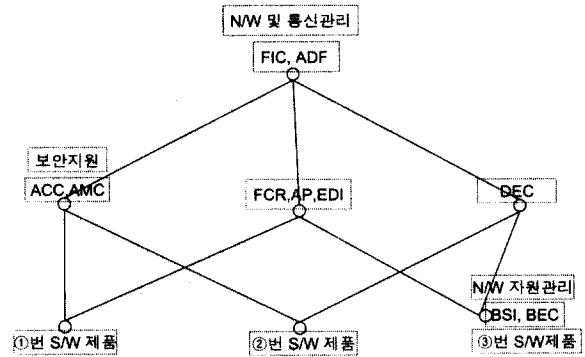 N/W 및 통신관리
FIC, ADF
보안지원
ACC,AMC
FCR,AP,EDI
DEC
N/W 자원관리
BSI, BEC
①번 S/W 제품
②번 S/W 제품
③번 S/W제품